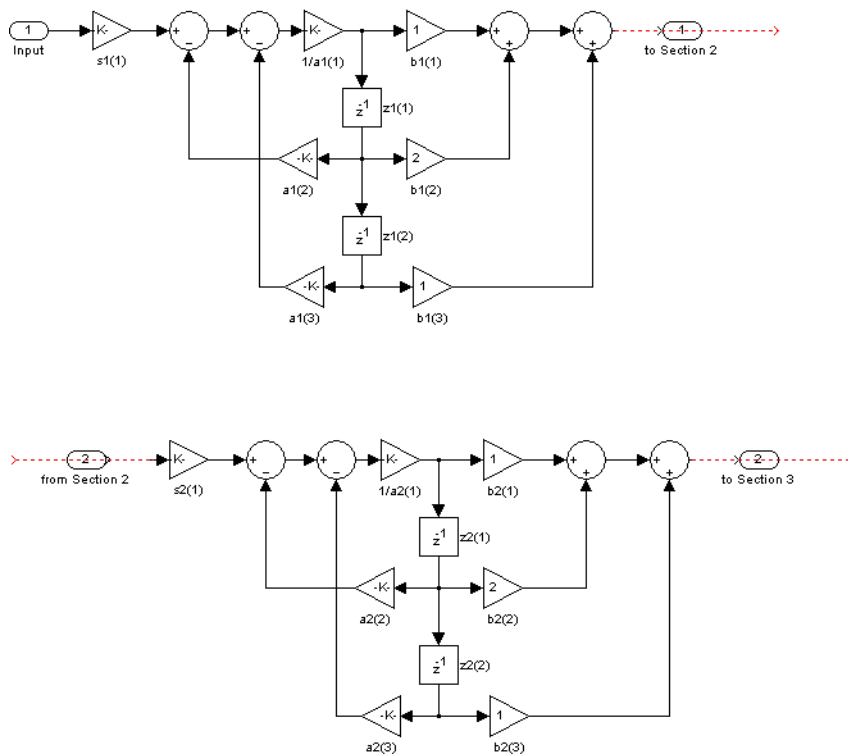 1
Input
K-
s1(1)
+
−
+
−
K-
1/a1(1)
1
b1(1)
+
+
+
+
1
to Section 2
z-1
z1(1)
-K-
a1(2)
2
b1(2)
z-1
z1(2)
-K-
a1(3)
1
b1(3)
2
from Section 2
K-
s2(1)
+
−
+
−
K-
1/a2(1)
1
b2(1)
+
+
+
+
2
to Section 3
z-1
z2(1)
-K-
a2(2)
2
b2(2)
z-1
z2(2)
-K-
a2(3)
1
b2(3)